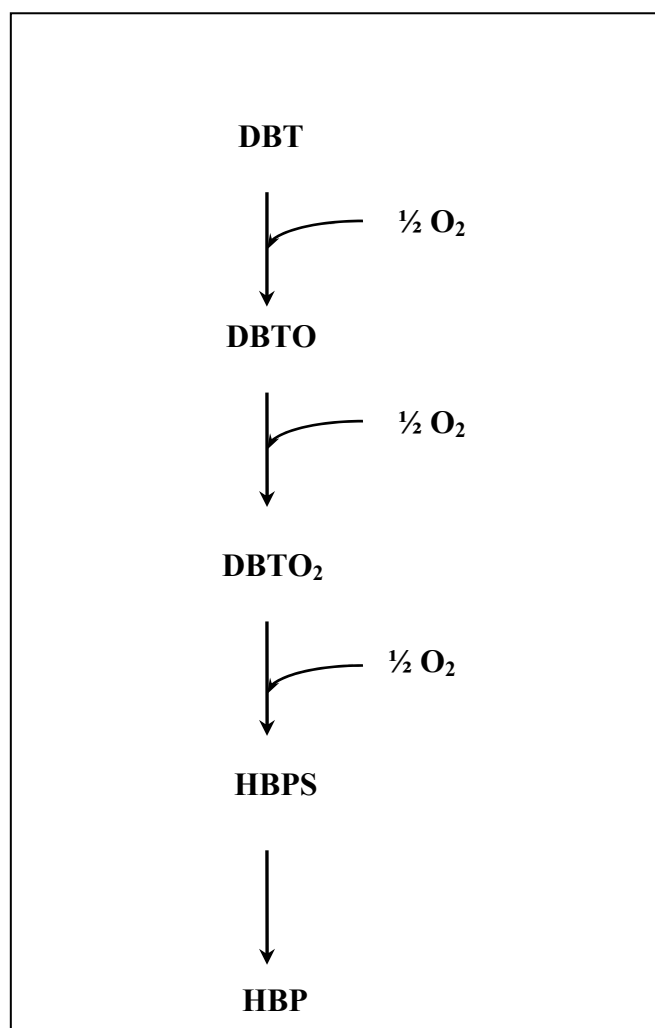 DBT
½ O₂
DBTO
½ O₂
DBTO₂
½ O₂
HBPS
HBP